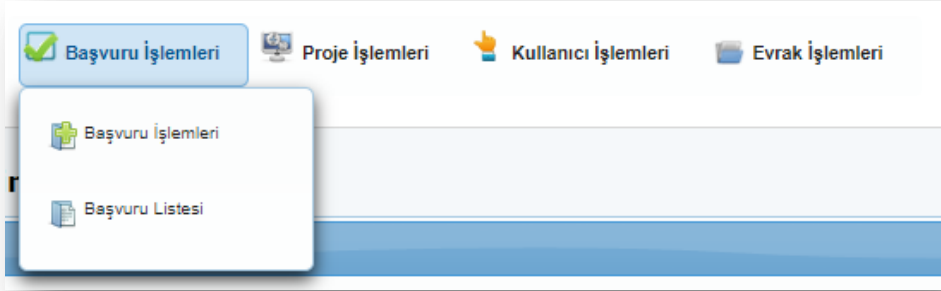 Başvuru İşlemleri Proje İşlemleri Kullanıcı İşlemleri Evrak İşlemleri
Başvuru İşlemleri
Başvuru Listesi